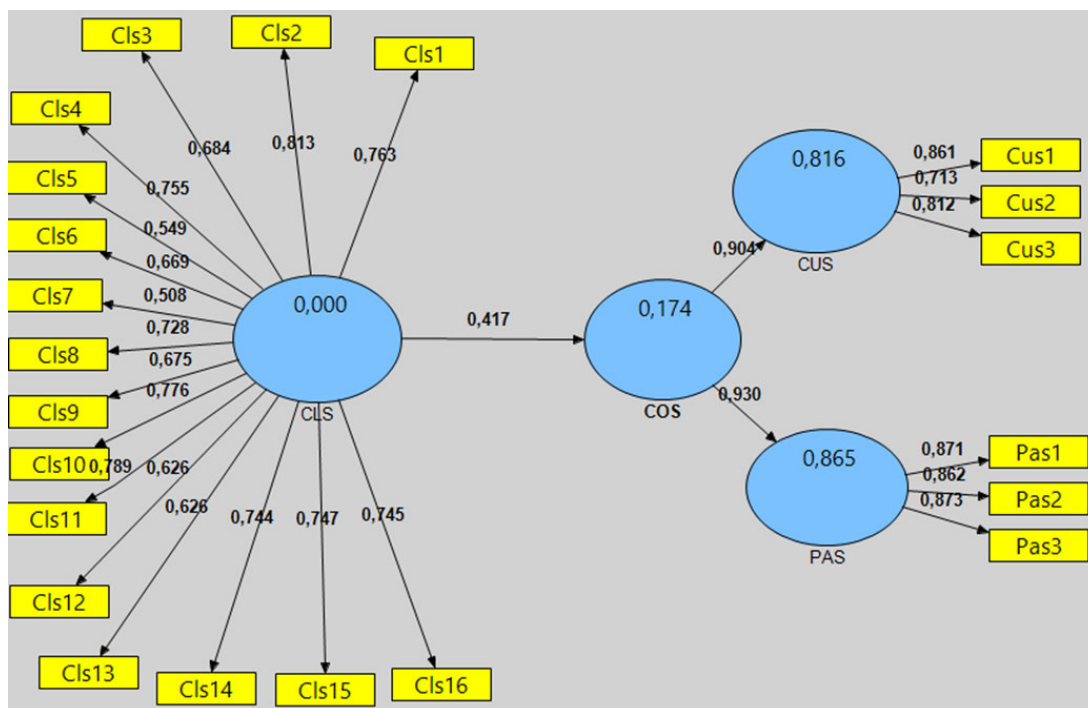 Cls3
Cls2
Cls1
Cls4
0,684
0,813
0,763
Cls5
0,755
0,549
Cls6
0,669
Cls7
0,508
0,728
Cls8
0,675
Cls9
0,776
Cls10
0,789
0,626
Cls11
0,626
0,744
0,747
0,745
Cls12
Cls13
Cls14
Cls15
Cls16
0,000
CLS
0,417
0,174
COS
0,904
0,930
0,816
CUS
0,861
Cus1
0,713
Cus2
0,812
Cus3
0,865
PAS
0,871
Pas1
0,862
Pas2
0,873
Pas3